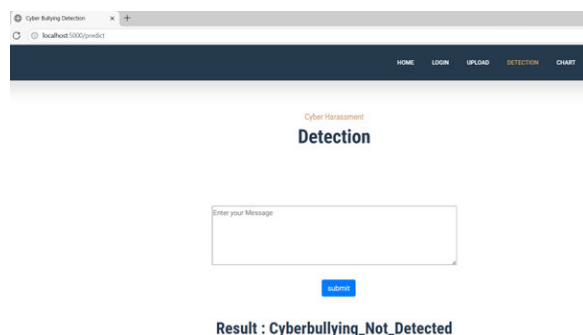 Cyber Bullying Detection
localhost:5000/predict
HOME LOGIN UPLOAD DETECTION CHART
Cyber Harassment
Detection
Enter your Message
submit
Result : Cyberbullying_Not_Detected